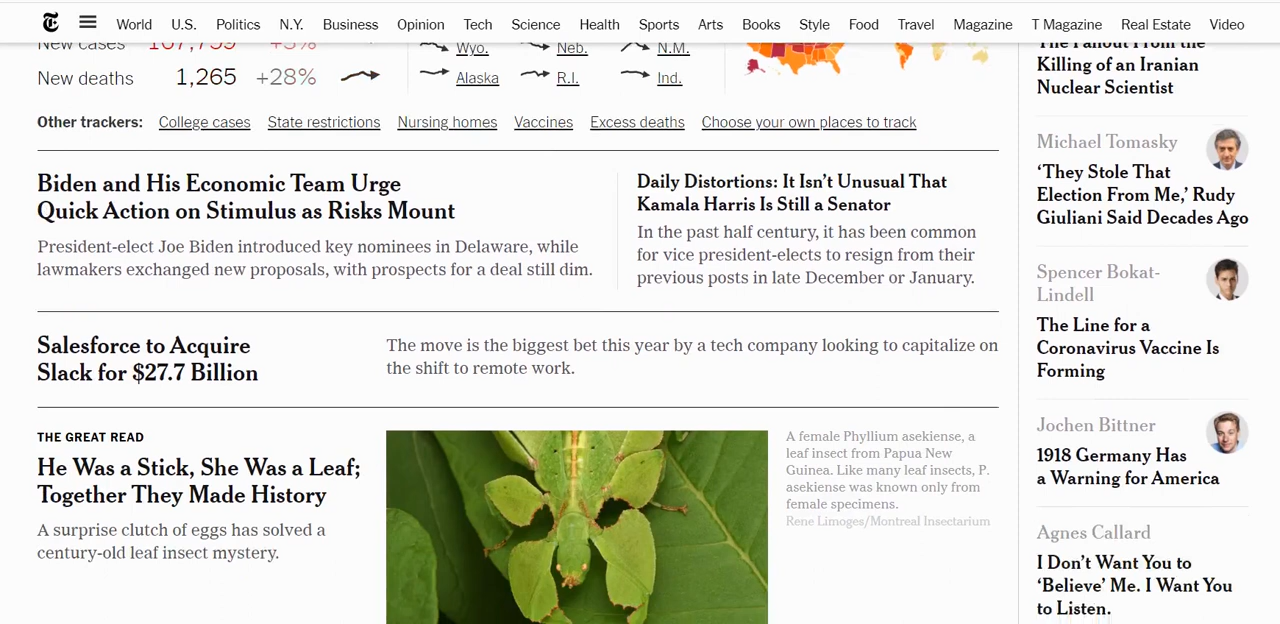 World U.S. Politics N.Y. Business Opinion Tech Science Health Sports Arts Books Style Food Travel Magazine T Magazine Real Estate Video
New cases 167,759 +3%
New deaths 1,265 +28%
Wyo. Neb. N.M.
Alaska R.I. Ind.
Other trackers: College cases State restrictions Nursing homes Vaccines Excess deaths Choose your own places to track
Biden and His Economic Team Urge
Quick Action on Stimulus as Risks Mount
President-elect Joe Biden introduced key nominees in Delaware, while
lawmakers exchanged new proposals, with prospects for a deal still dim.
Daily Distortions: It Isn't Unusual That
Kamala Harris Is Still a Senator
In the past half century, it has been common
for vice president-elects to resign from their
previous posts in late December or January.
Salesforce to Acquire
Slack for $27.7 Billion
The move is the biggest bet this year by a tech company looking to capitalize on
the shift to remote work.
THE GREAT READ
He Was a Stick, She Was a Leaf;
Together They Made History
A surprise clutch of eggs has solved a
century-old leaf insect mystery.
A female Phyllium asekiense, a
leaf insect from Papua New
Guinea. Like many leaf insects, P.
asekiense was known only from
female specimens.
Rene Limoges/Montreal Insectarium
The Fallout From the
Killing of an Iranian
Nuclear Scientist
Michael Tomasky
‘They Stole That
Election From Me,’ Rudy
Giuliani Said Decades Ago
Spencer Bokat-
Lindell
The Line for a
Coronavirus Vaccine Is
Forming
Jochen Bittner
1918 Germany Has
a Warning for America
Agnes Callard
I Don’t Want You to
‘Believe’ Me. I Want You
to Listen.